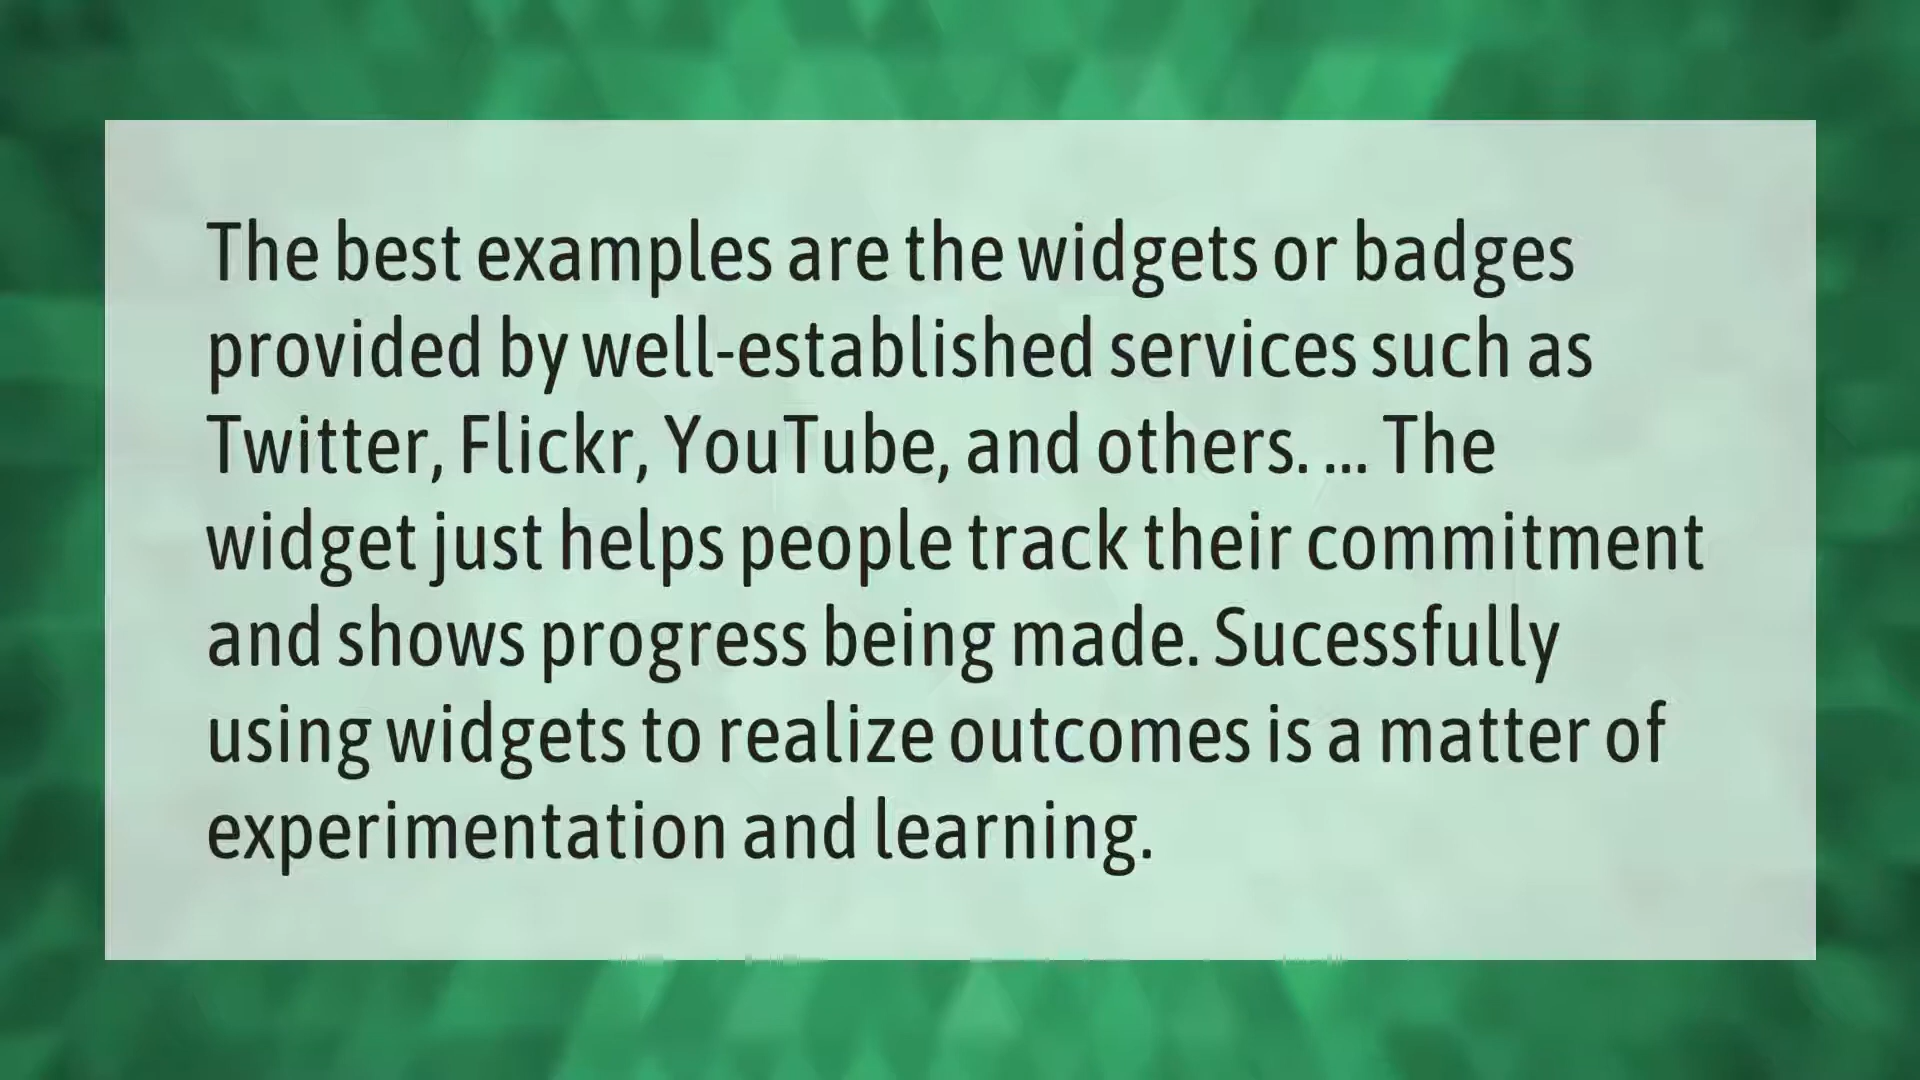 The best examples are the widgets or badges
provided by well-established services such as
Twitter, Flickr, YouTube, and others. ... The
widget just helps people track their commitment
and shows progress being made. Sucessfully
using widgets to realize outcomes is a matter of
experimentation and learning.